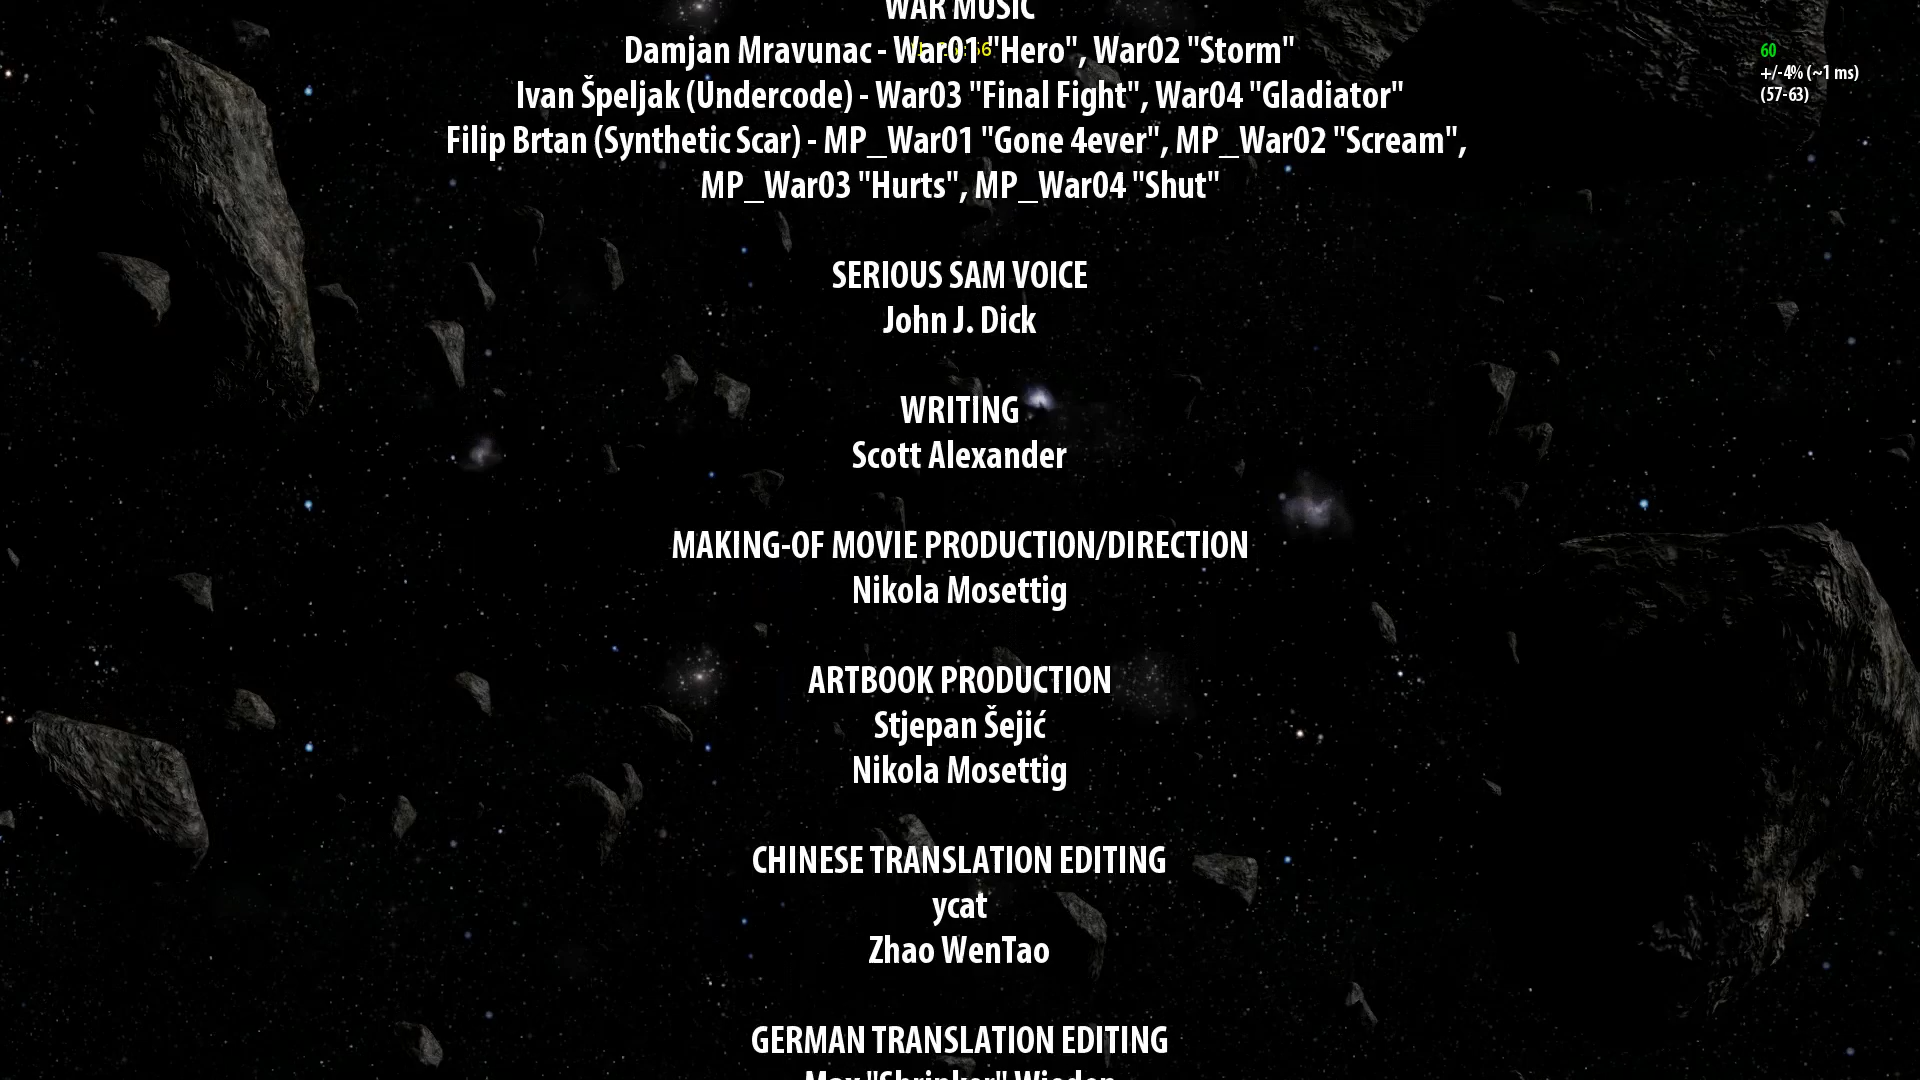 WAR MUSIC
Damjan Mravunac - War01 "Hero", War02 "Storm"
60
+/-4% (~1 ms)
Ivan Špeljak (Undercode) - War03 "Final Fight", War04 "Gladiator"
(57-63)
Filip Brtan (Synthetic Scar) - MP_War01 "Gone 4ever", MP_War02 "Scream",
MP_War03 "Hurts", MP_War04 "Shut"
SERIOUS SAM VOICE
John J. Dick
WRITING
Scott Alexander
MAKING-OF MOVIE PRODUCTION/DIRECTION
Nikola Mosettig
ARTBOOK PRODUCTION
Stjepan Šejić
Nikola Mosettig
CHINESE TRANSLATION EDITING
ycat
Zhao WenTao
GERMAN TRANSLATION EDITING